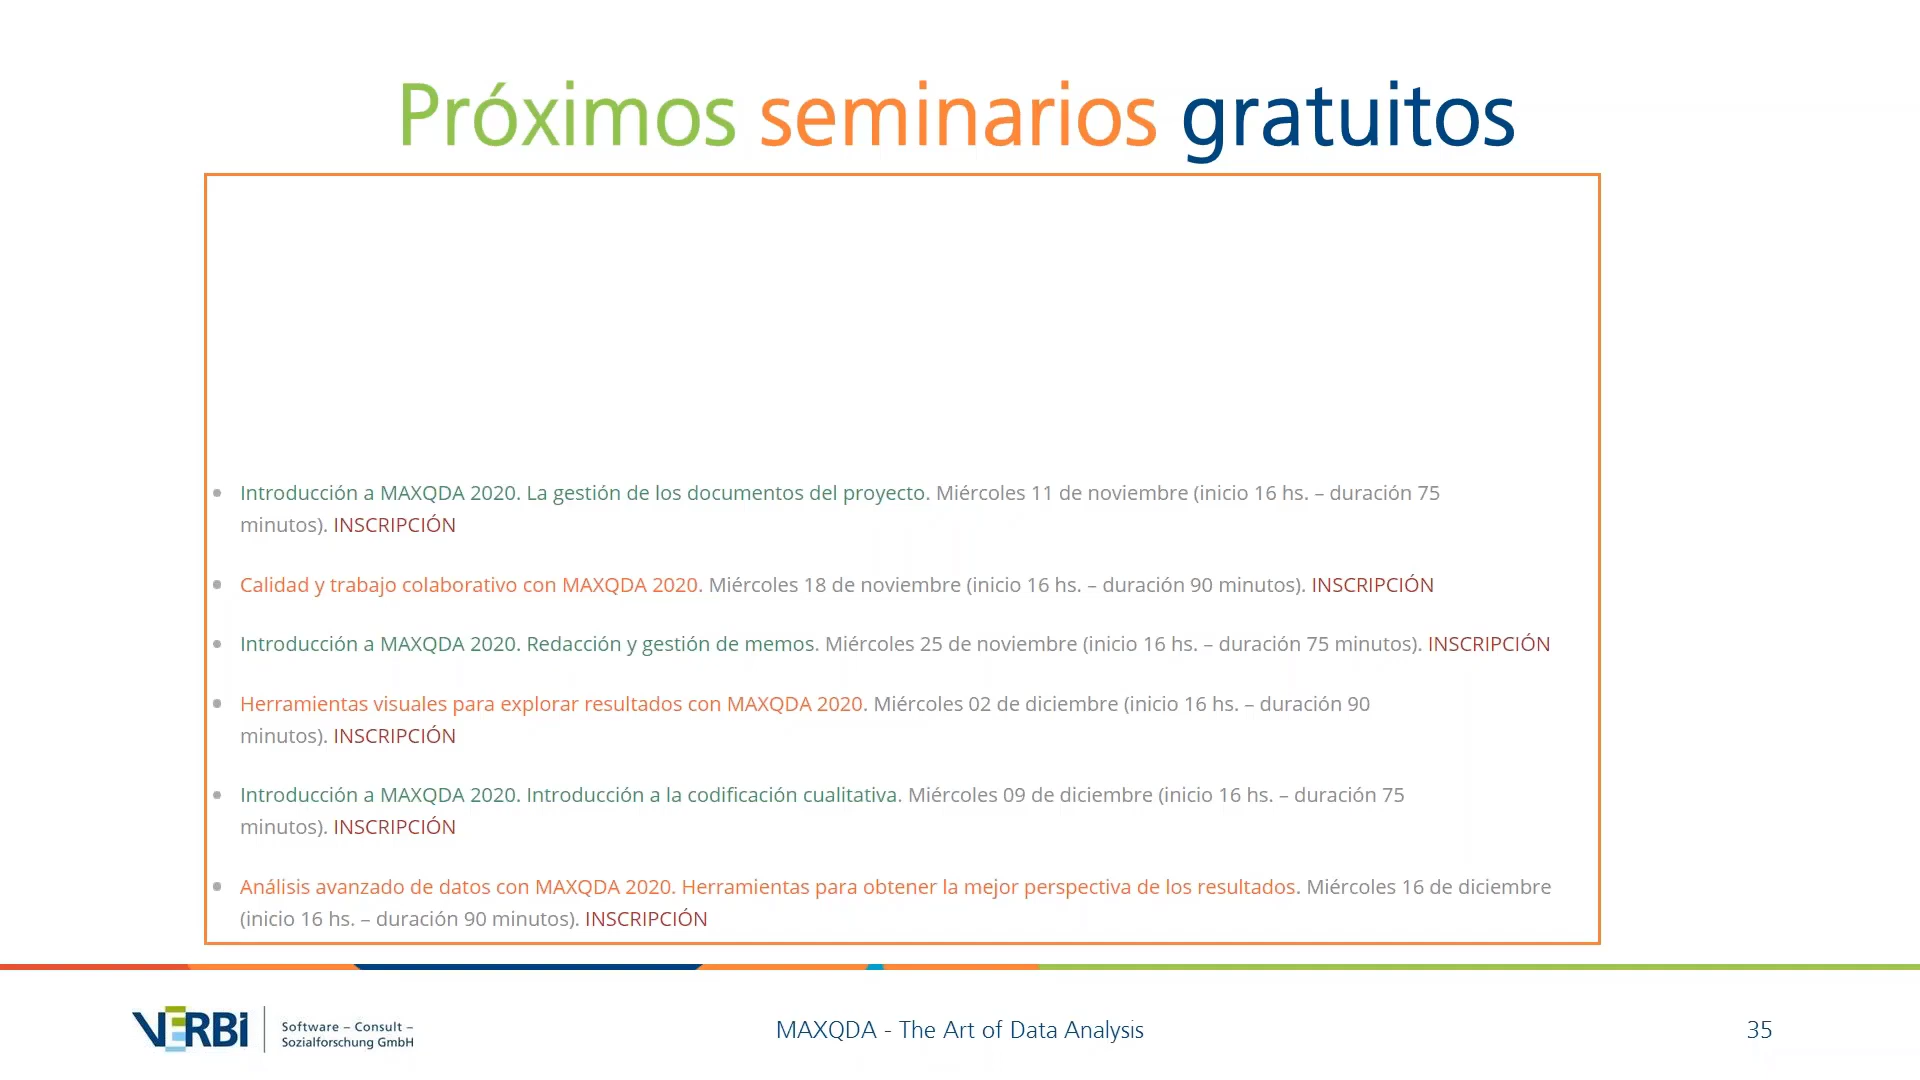 Próximos seminarios gratuitos
Introducción a MAXQDA 2020. La gestión de los documentos del proyecto. Miércoles 11 de noviembre (inicio 16 hs. – duración 75
minutos). INSCRIPCIÓN
Calidad y trabajo colaborativo con MAXQDA 2020. Miércoles 18 de noviembre (inicio 16 hs. – duración 90 minutos). INSCRIPCIÓN
Introducción a MAXQDA 2020. Redacción y gestión de memos. Miércoles 25 de noviembre (inicio 16 hs. – duración 75 minutos). INSCRIPCIÓN
Herramientas visuales para explorar resultados con MAXQDA 2020. Miércoles 02 de diciembre (inicio 16 hs. – duración 90
minutos). INSCRIPCIÓN
Introducción a MAXQDA 2020. Introducción a la codificación cualitativa. Miércoles 09 de diciembre (inicio 16 hs. – duración 75
minutos). INSCRIPCIÓN
Análisis avanzado de datos con MAXQDA 2020. Herramientas para obtener la mejor perspectiva de los resultados. Miércoles 16 de diciembre
(inicio 16 hs. – duración 90 minutos). INSCRIPCIÓN
VERBI
Software – Consult –
Sozialforschung GmbH
MAXQDA - The Art of Data Analysis
35